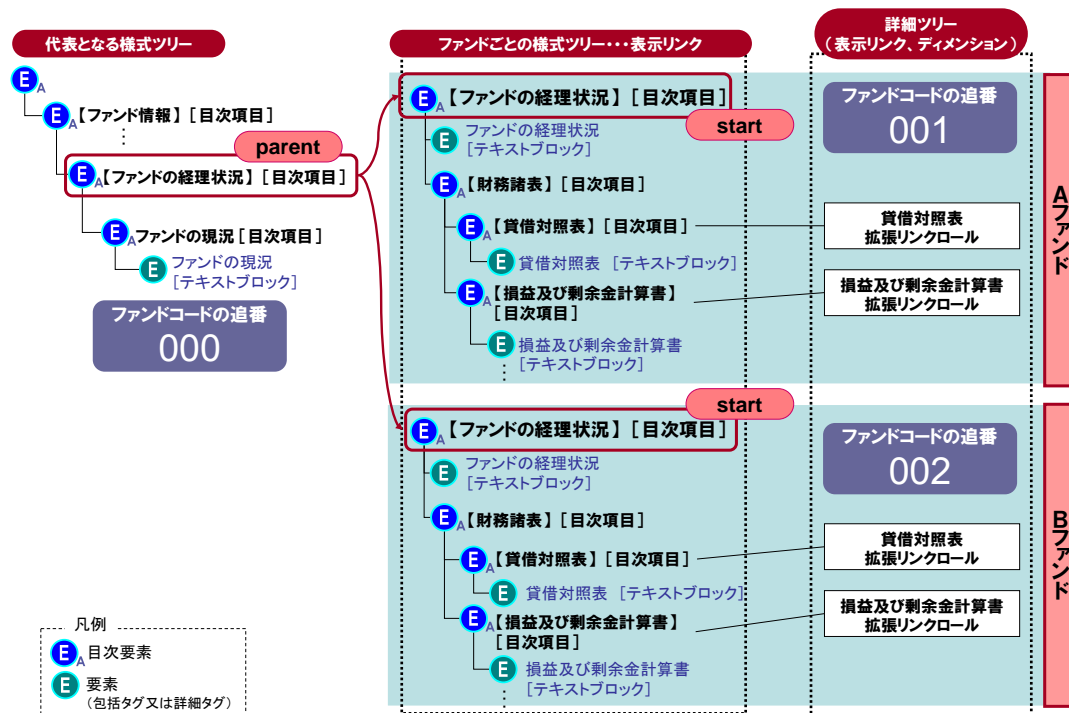 代表となる様式ツリー
E A
E A 【ファンド情報】 [目次項目]
⋮
parent
E A 【ファンドの経理状況】 [目次項目]
E A ファンドの現況 [目次項目]
E ファンドの現況
[テキストブロック]
ファンドコードの追番
000
凡例
E A 目次要素
E 要素
(包括タグ又は詳細タグ)
ファンドごとの様式ツリー・・・表示リンク
E A 【ファンドの経理状況】 [目次項目]
start
E ファンドの経理状況
[テキストブロック]
E A 【財務諸表】 [目次項目]
E A 【貸借対照表】 [目次項目]
E 貸借対照表 [テキストブロック]
E A 【損益及び剰余金計算書】
[目次項目]
E 損益及び剰余金計算書
[テキストブロック]
⋮
start
E A 【ファンドの経理状況】 [目次項目]
E ファンドの経理状況
[テキストブロック]
E A 【財務諸表】 [目次項目]
E A 【貸借対照表】 [目次項目]
E 貸借対照表 [テキストブロック]
E A 【損益及び剰余金計算書】
[目次項目]
E 損益及び剰余金計算書
[テキストブロック]
⋮
詳細ツリー
(表示リンク、ディメンション)
ファンドコードの追番
001
貸借対照表
拡張リンクロール
損益及び剰余金計算書
拡張リンクロール
Aファンド
ファンドコードの追番
002
貸借対照表
拡張リンクロール
損益及び剰余金計算書
拡張リンクロール
Bファンド